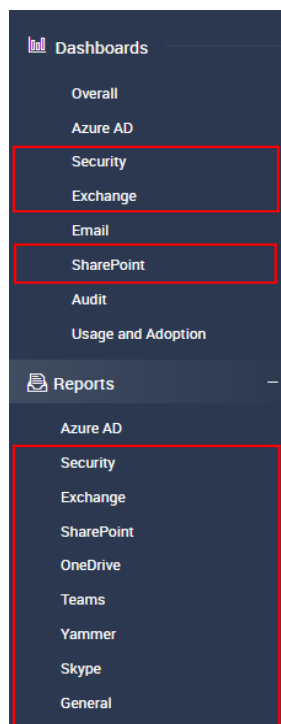 Dashboards
Overall
Azure AD
Security
Exchange
Email
SharePoint
Audit
Usage and Adoption
Reports
Azure AD
Security
Exchange
SharePoint
OneDrive
Teams
Yammer
Skype
General